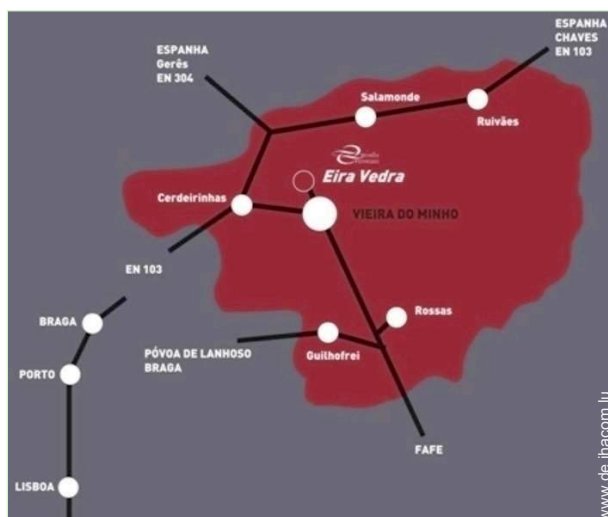 ESPANHA
CHAVES
EN 103
ESPANHA
Gerês
EN 304
Salamonde
Ruivães
Eira Vedra
Cerdeirinhas
VIEIRA DO MINHO
EN 103
BRAGA
Rossas
PÓVOA DE LANHOSO
BRAGA
Guilhofrei
PORTO
FAFE
LISBOA
www.de.ihacom.lu